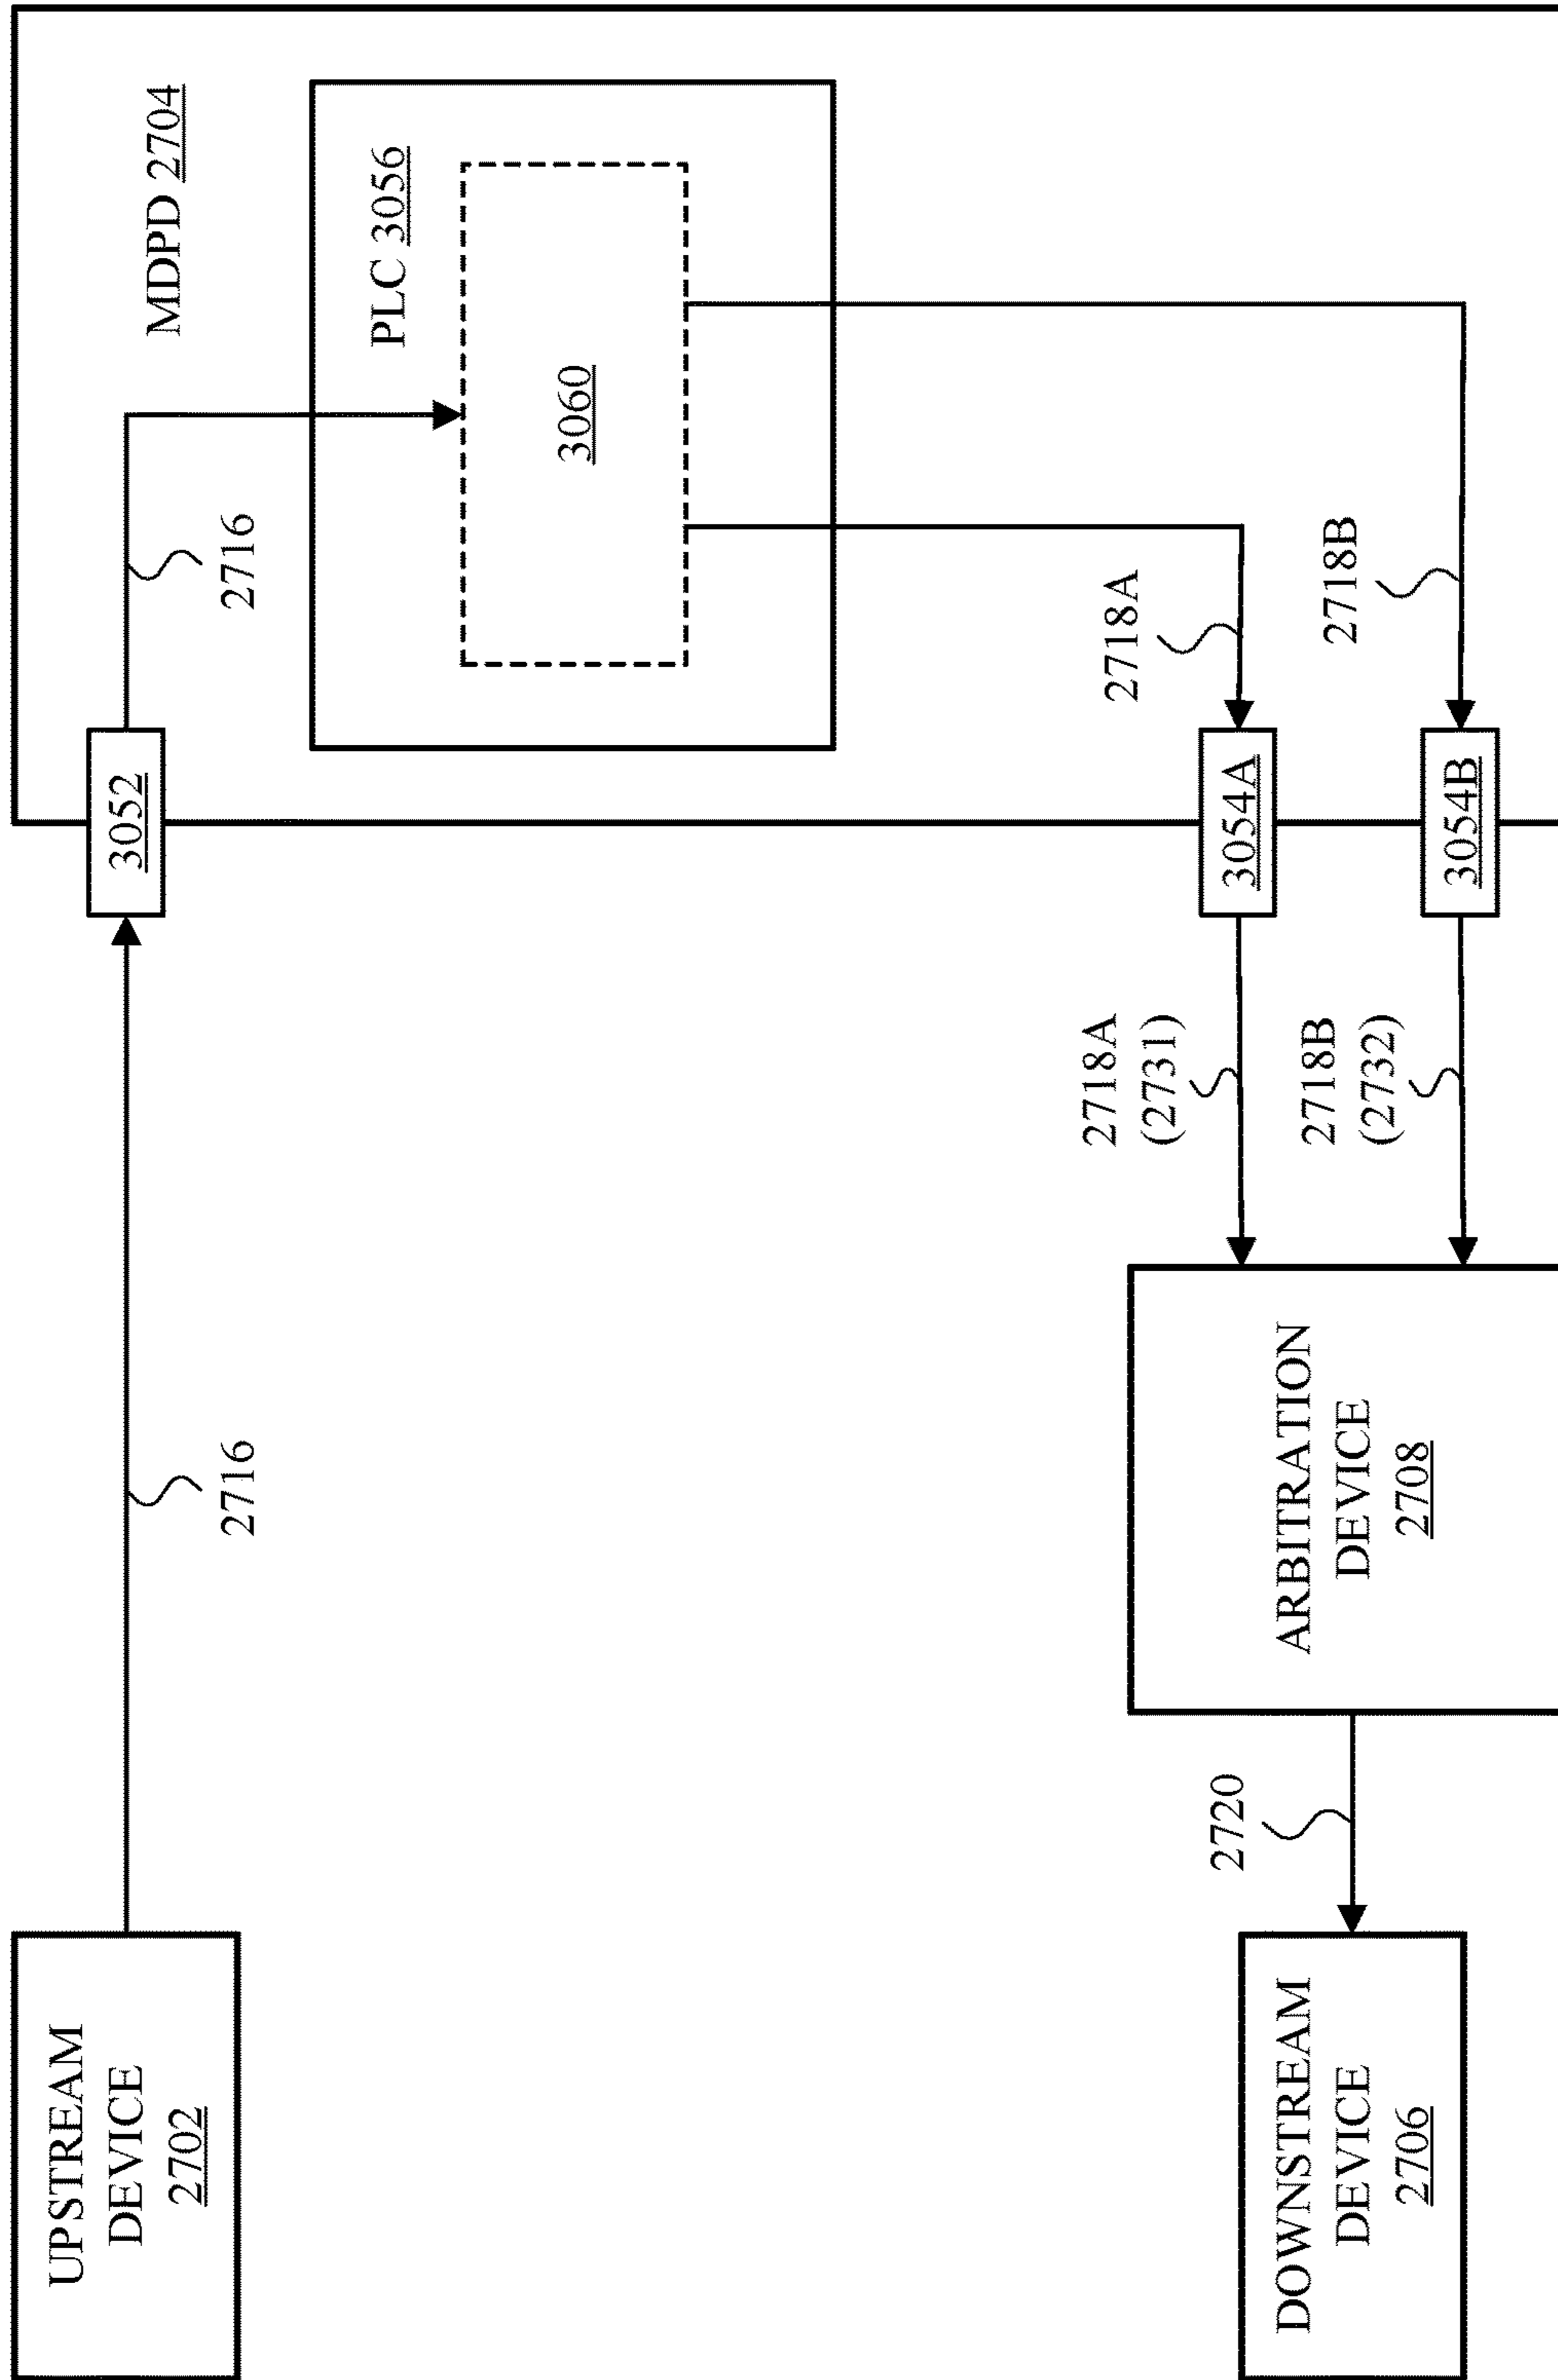 UPSTREAM
DEVICE
2702
2716
3052
2716
MDPD 2704
PLC 3056
3060
DOWNSTREAM
DEVICE
2706
2720
ARBITRATION
DEVICE
2708
2718A
(2731)
2718B
(2732)
3054A
3054B
2718A
2718B